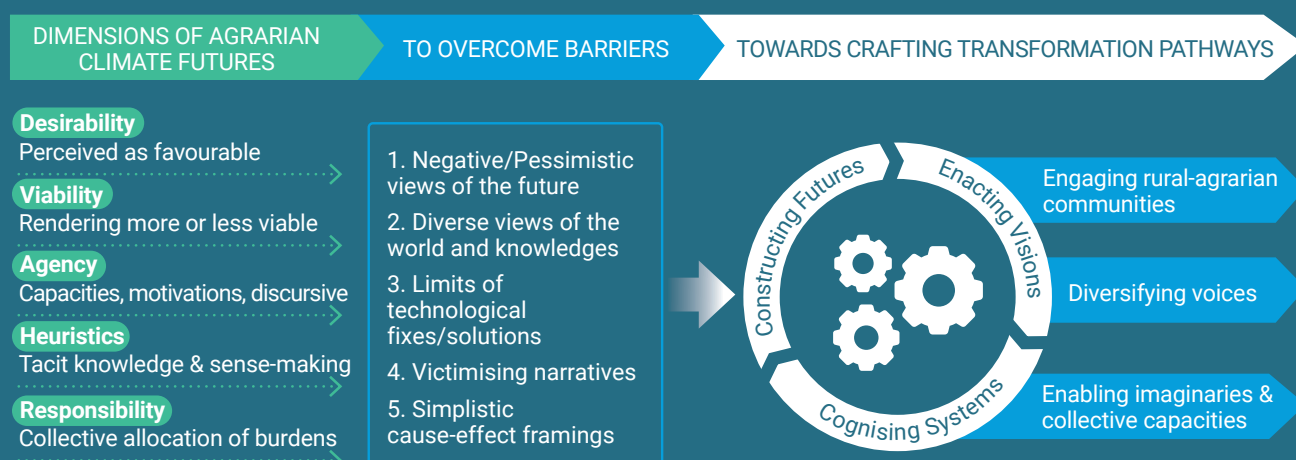 DIMENSIONS OF AGRARIAN
CLIMATE FUTURES
TO OVERCOME BARRIERS
TOWARDS CRAFTING TRANSFORMATION PATHWAYS
Desirability
Perceived as favourable
Viability
Rendering more or less viable
Agency
Capacities, motivations, discursive
Heuristics
Tacit knowledge & sense-making
Responsibility
Collective allocation of burdens
1. Negative/Pessimistic
views of the future
2. Diverse views of the
world and knowledges
3. Limits of
technological
fixes/solutions
4. Victimising narratives
5. Simplistic
cause-effect framings
Constructing Futures
Enacting Visions
Cognising Systems
Engaging rural-agrarian
communities
Diversifying voices
Enabling imaginaries &
collective capacities